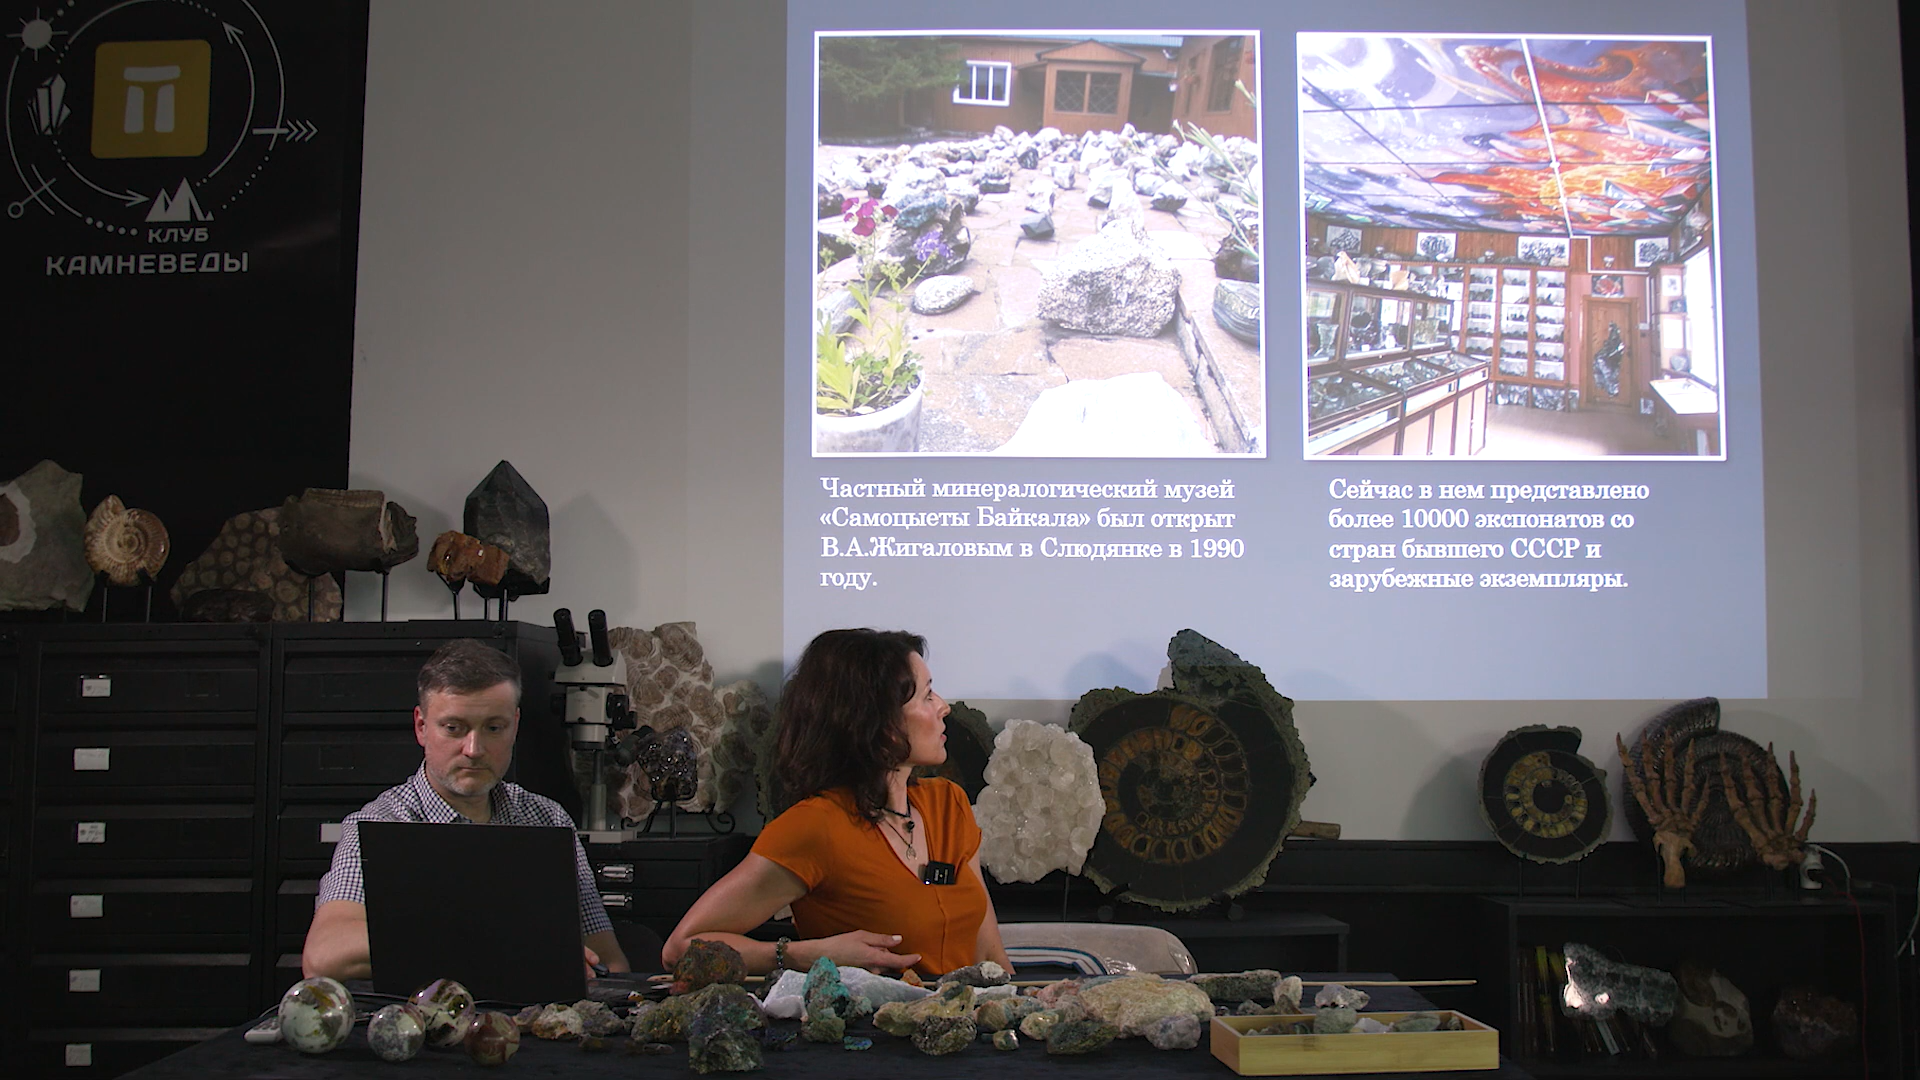 КЛУБ
КАМНЕВЕДЫ
Частный минералогический музей
«Самоцыеты Байкала» был открыт
В.А.Жигаловым в Слюдянке в 1990
году.
Сейчас в нем представлено
более 10000 экспонатов со
стран бывшего СССР и
зарубежные экземпляры.